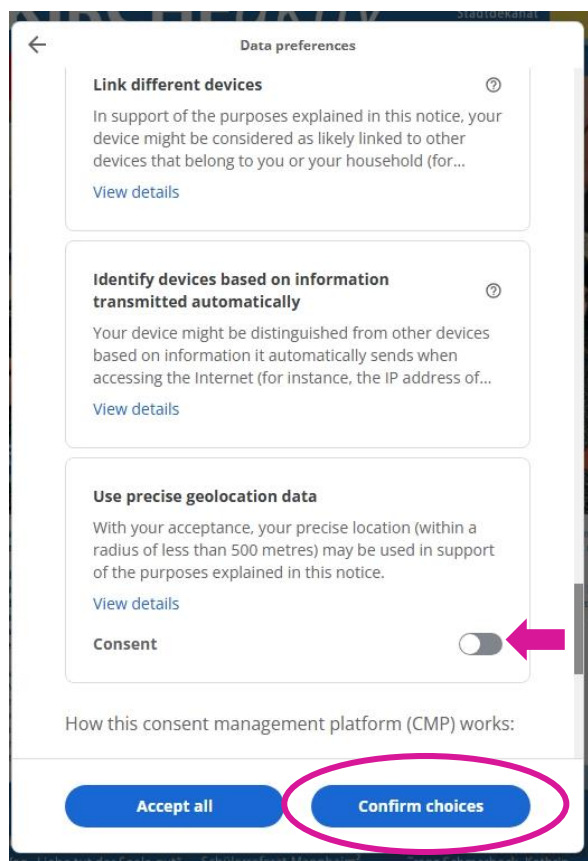 Stadtdekanat
Data preferences
Link different devices
In support of the purposes explained in this notice, your
device might be considered as likely linked to other
devices that belong to you or your household (for...
View details
Identify devices based on information
transmitted automatically
Your device might be distinguished from other devices
based on information it automatically sends when
accessing the Internet (for instance, the IP address of...
View details
Use precise geolocation data
With your acceptance, your precise location (within a
radius of less than 500 metres) may be used in support
of the purposes explained in this notice.
View details
Consent
How this consent management platform (CMP) works:
Accept all
Confirm choices